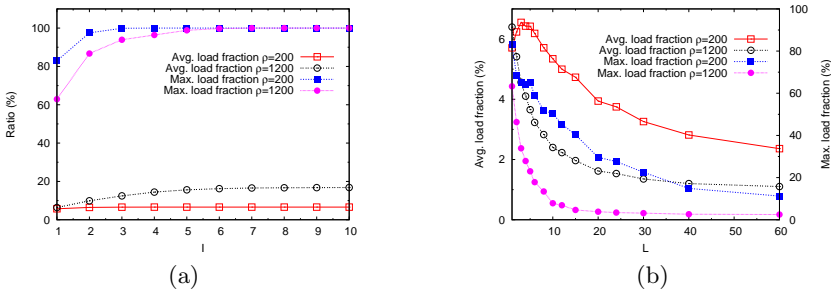 100
80
60
40
20
0
Ratio (%)
1 2 3 4 5 6 7 8 9 10
I
Avg. load fraction ρ=200
Avg. load fraction ρ=1200
Max. load fraction ρ=200
Max. load fraction ρ=1200
(a)
6
4
2
0
Avg. load fraction (%)
0 10 20 30 40 50 60
L
Avg. load fraction ρ=200
Avg. load fraction ρ=1200
Max. load fraction ρ=200
Max. load fraction ρ=1200
100
80
60
40
20
0
Max. load fraction (%)
(b)